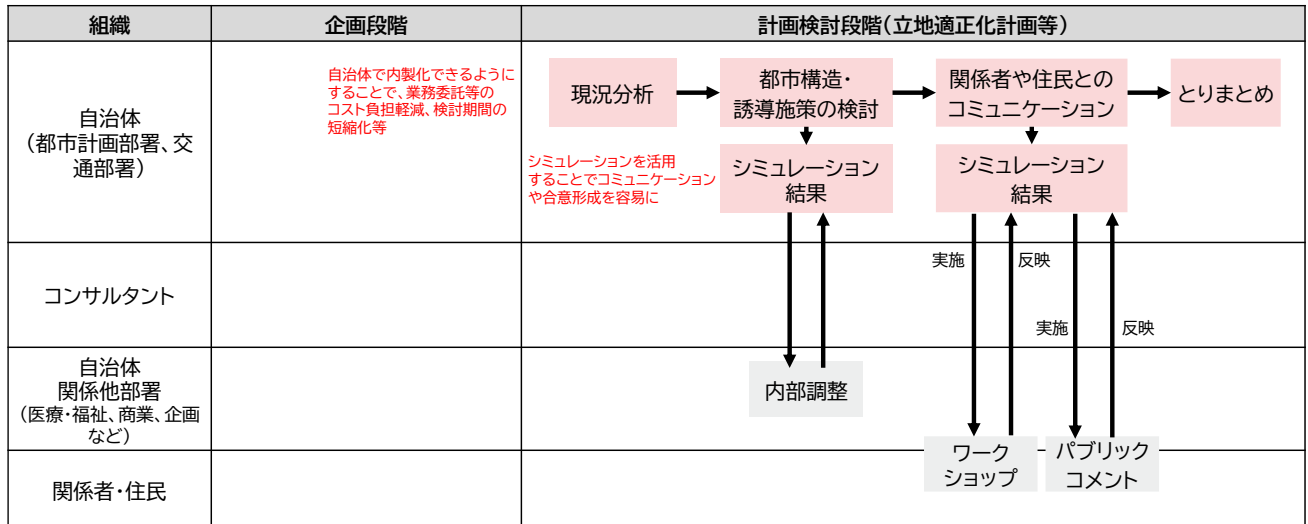 組織
企画段階
計画検討段階（立地適正化計画等）
自治体
（都市計画部署、交
通部署）
自治体で内製化できるように
することで、業務委託等の
コスト負担軽減、検討期間の
短縮化等
現況分析
都市構造・
誘導施策の検討
関係者や住民との
コミュニケーション
とりまとめ
シミュレーションを活用
することでコミュニケーション
や合意形成を容易に
シミュレーション
結果
シミュレーション
結果
コンサルタント
実施
反映
実施
反映
自治体
関係他部署
（医療・福祉、商業、企画
など）
内部調整
関係者・住民
ワーク
ショップ
パブリック
コメント